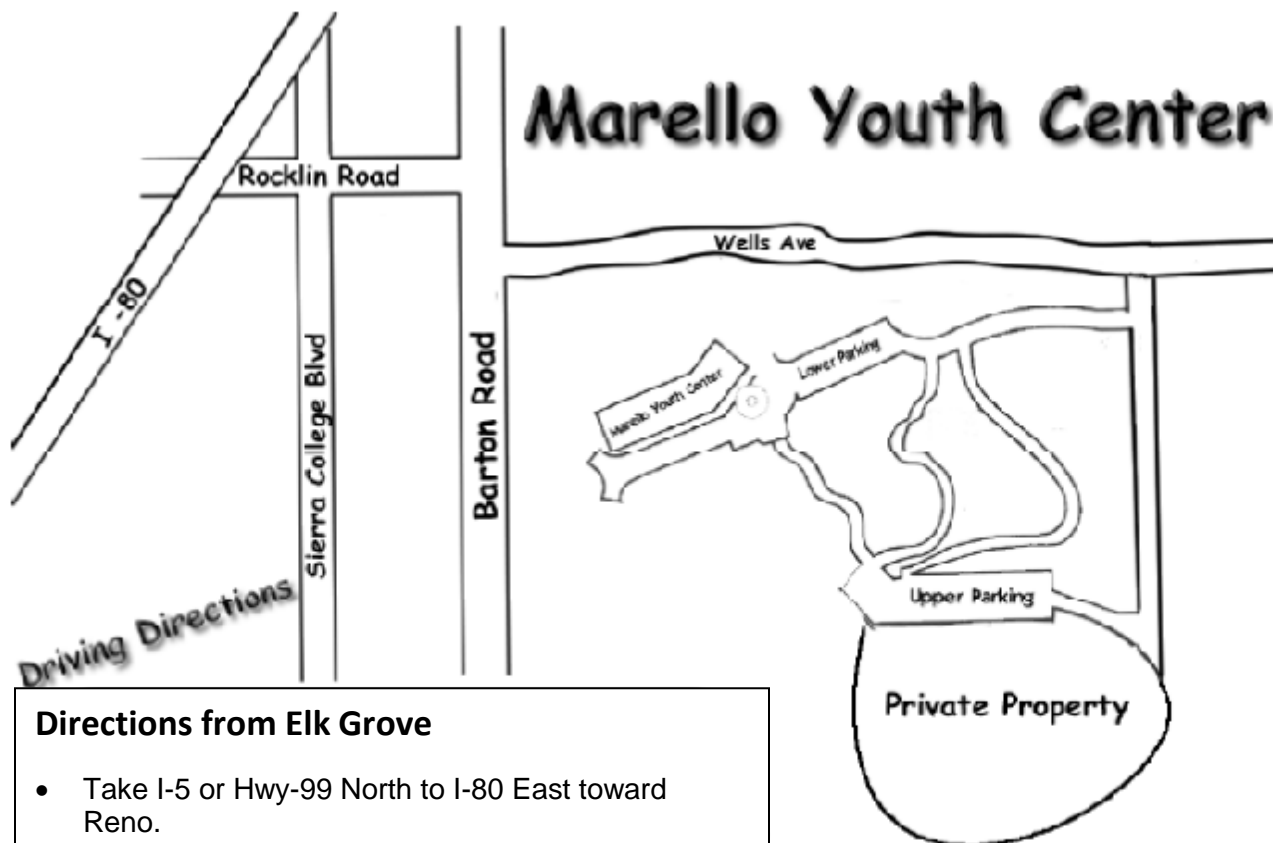 Marello Youth Center
Rocklin Road
Wells Ave
I -80
Lower Parking
Marello Youth Center
Sierra College Blvd
Barton Road
Upper Parking
Driving Directions
Private Property
Directions from Elk Grove
• Take I-5 or Hwy-99 North to I-80 East toward
Reno.